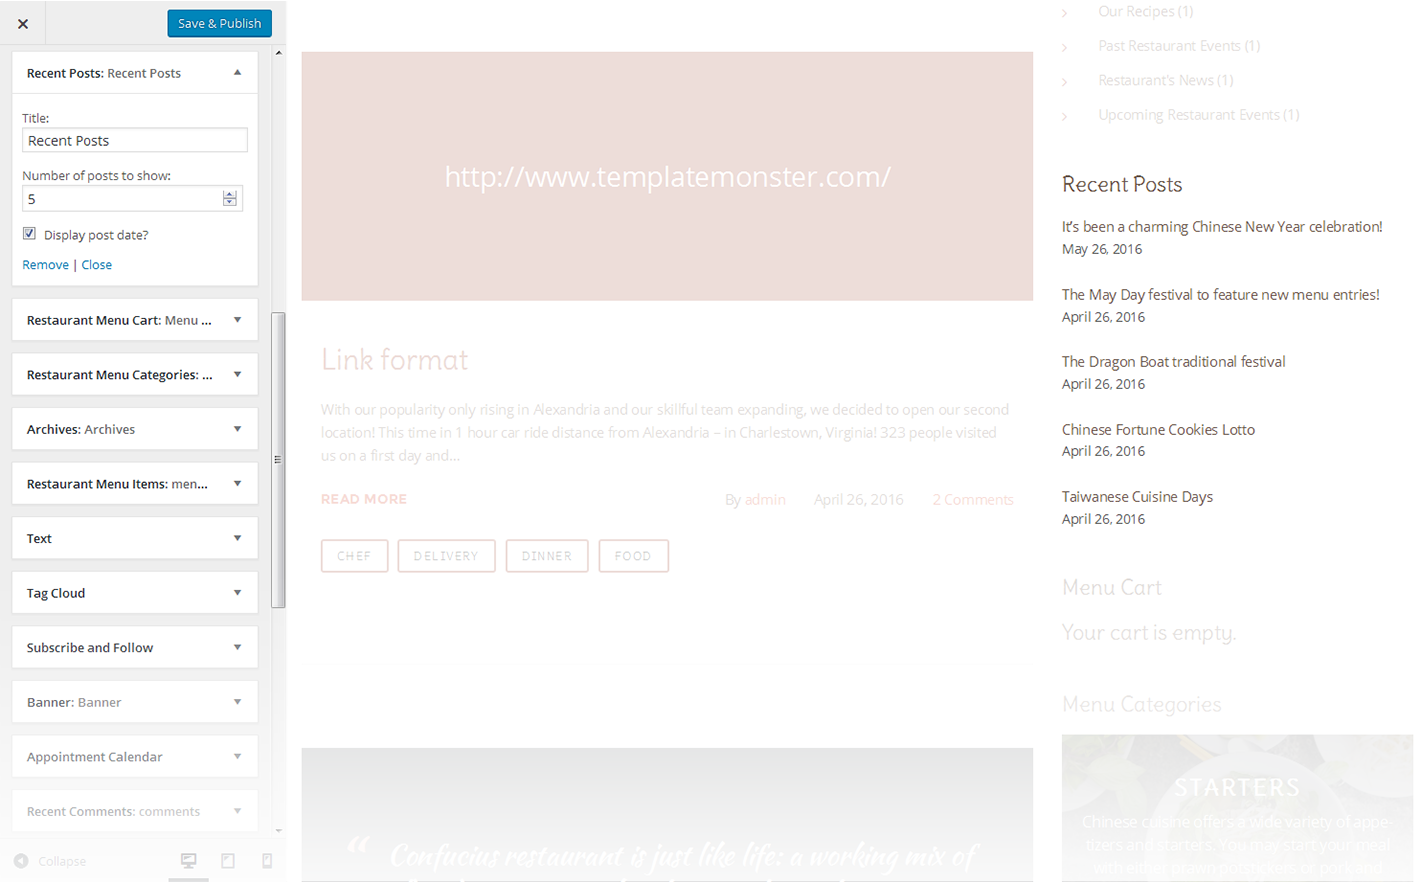 Save & Publish
Recent Posts: Recent Posts
Title:
Recent Posts
Number of posts to show:
5
Display post date?
Remove | Close
Restaurant Menu Cart: Menu ...
Restaurant Menu Categories: ...
Archives: Archives
Restaurant Menu Items: men...
Text
Tag Cloud
Subscribe and Follow
Banner: Banner
Appointment Calendar
Recent Comments: comments
Collapse
http://www.templatemonster.com/
Link format
With our popularity only rising in Alexandria and our skillful team expanding, we decided to open our second
location! This time in 1 hour car ride distance from Alexandria – in Charlestown, Virginia! 323 people visited
us on a first day and...
READ MORE
By admin
April 26, 2016
2 Comments
CHEF
DELIVERY
DINNER
FOOD
“ Confucius restaurant is just like life: a working mix of
Our Recipes (1)
Past Restaurant Events (1)
Restaurant's News (1)
Upcoming Restaurant Events (1)
Recent Posts
It's been a charming Chinese New Year celebration!
May 26, 2016
The May Day festival to feature new menu entries!
April 26, 2016
The Dragon Boat traditional festival
April 26, 2016
Chinese Fortune Cookies Lotto
April 26, 2016
Taiwanese Cuisine Days
April 26, 2016
Menu Cart
Your cart is empty.
Menu Categories
STARTERS
Chinese cuisine offers a wide variety of appe-
tizers and starters. You may start your meal
with either prawn potstickers or pork and